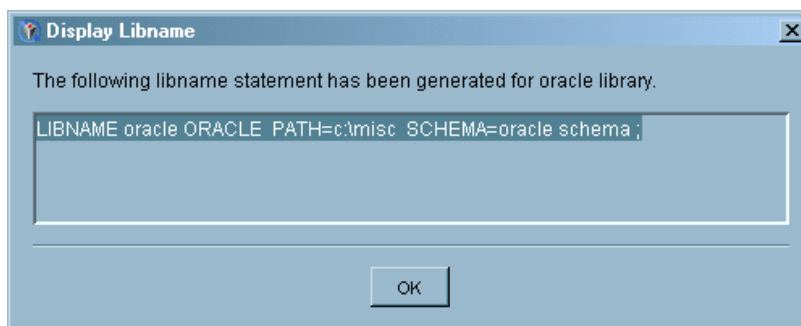 Display Libname
The following libname statement has been generated for oracle library.
LIBNAME oracle ORACLE  PATH=c:\misc  SCHEMA=oracle schema ;
OK